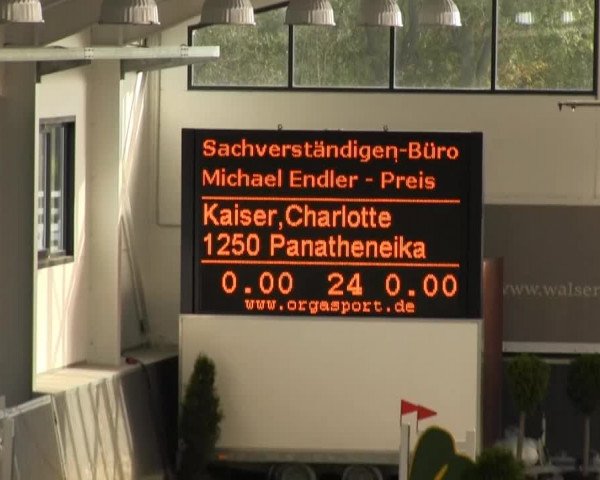 Sachverständigen-Büro
Michael Endler - Preis
Kaiser,Charlotte
1250 Panatheneika
0.00 24 0.00
www.orgasport.de
www.walser